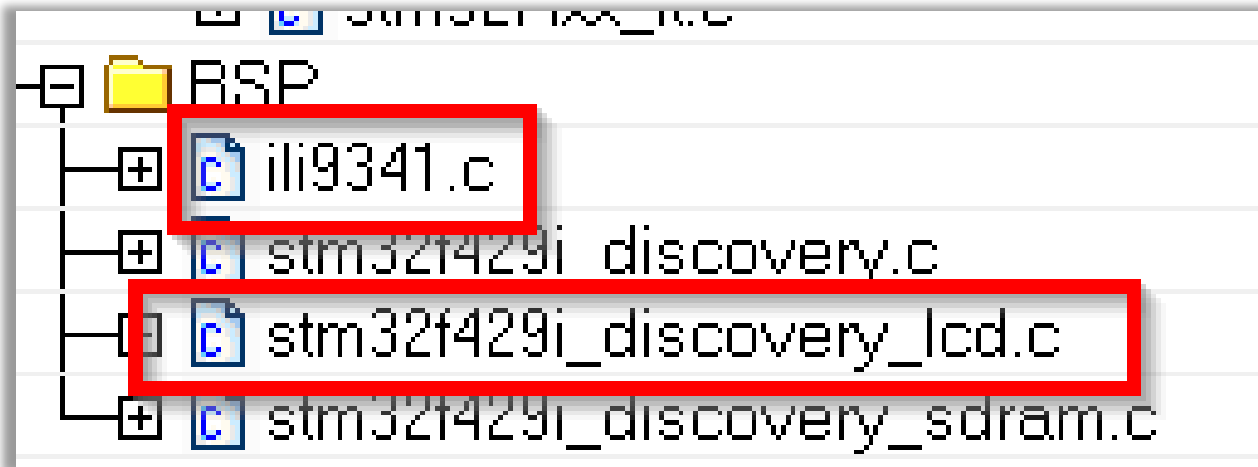 BSP
ili9341.c
stm32f429i_discovery.c
stm32f429i_discovery_lcd.c
stm32f429i_discovery_sdram.c